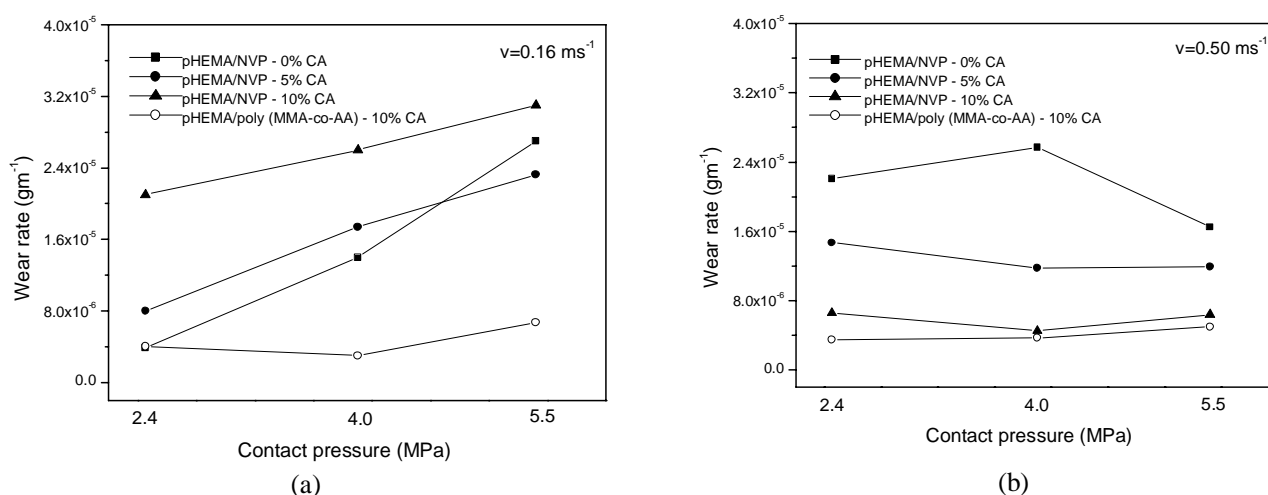 4.0x10⁻⁵
3.2x10⁻⁵
2.4x10⁻⁵
1.6x10⁻⁵
8.0x10⁻⁶
0.0
Wear rate (gm⁻¹)
pHEMA/NVP - 0% CA
pHEMA/NVP - 5% CA
pHEMA/NVP - 10% CA
pHEMA/poly (MMA-co-AA) - 10% CA
v=0.16 ms⁻¹
2.4 4.0 5.5
Contact pressure (MPa)
(a)
4.0x10⁻⁵
3.2x10⁻⁵
2.4x10⁻⁵
1.6x10⁻⁵
8.0x10⁻⁶
0.0
Wear rate (gm⁻¹)
v=0.50 ms⁻¹
pHEMA/NVP - 0% CA
pHEMA/NVP - 5% CA
pHEMA/NVP - 10% CA
pHEMA/poly (MMA-co-AA) - 10% CA
2.4 4.0 5.5
Contact pressure (MPa)
(b)